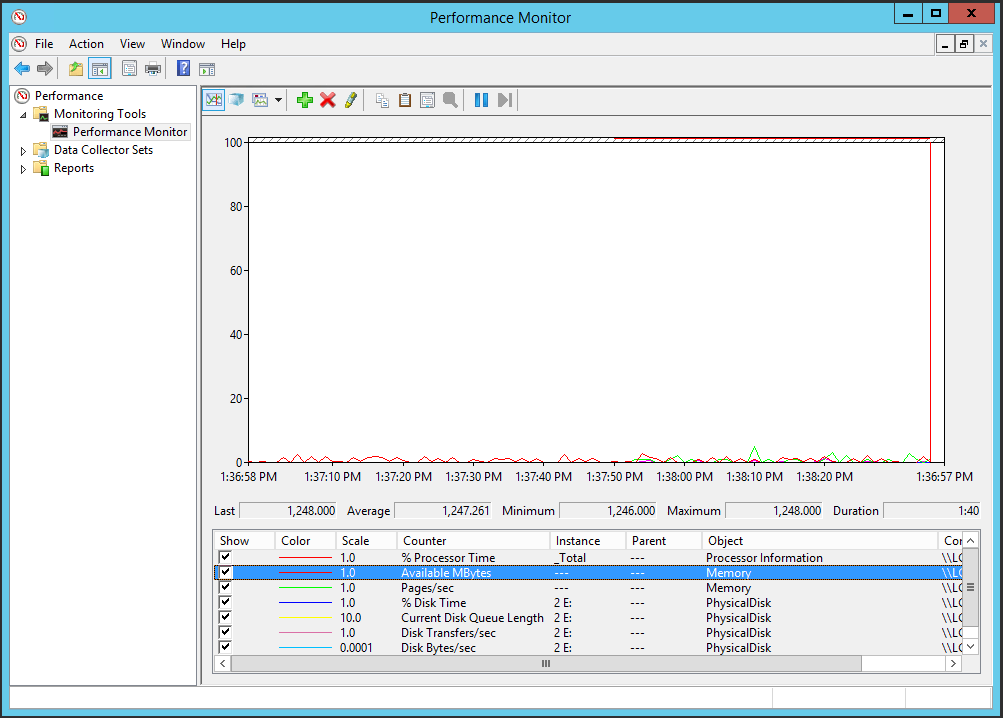 Performance Monitor
File Action View Window Help
Performance
Monitoring Tools
Performance Monitor
Data Collector Sets
Reports
100
80
60
40
20
0
1:36:58 PM 1:37:10 PM 1:37:20 PM 1:37:30 PM 1:37:40 PM 1:37:50 PM 1:38:00 PM 1:38:10 PM 1:38:20 PM 1:36:57 PM
Last 1,248.000 Average 1,247.261 Minimum 1,246.000 Maximum 1,248.000 Duration 1:40
Show Color Scale Counter Instance Parent Object Cor
1.0 % Processor Time _Total --- Processor Information \\LC
1.0 Available MBytes --- --- Memory \\LC
1.0 Pages/sec --- --- Memory \\LC
1.0 % Disk Time 2 E: --- PhysicalDisk \\LC
10.0 Current Disk Queue Length 2 E: --- PhysicalDisk \\LC
1.0 Disk Transfers/sec 2 E: --- PhysicalDisk \\LC
0.0001 Disk Bytes/sec 2 E: --- PhysicalDisk \\LC